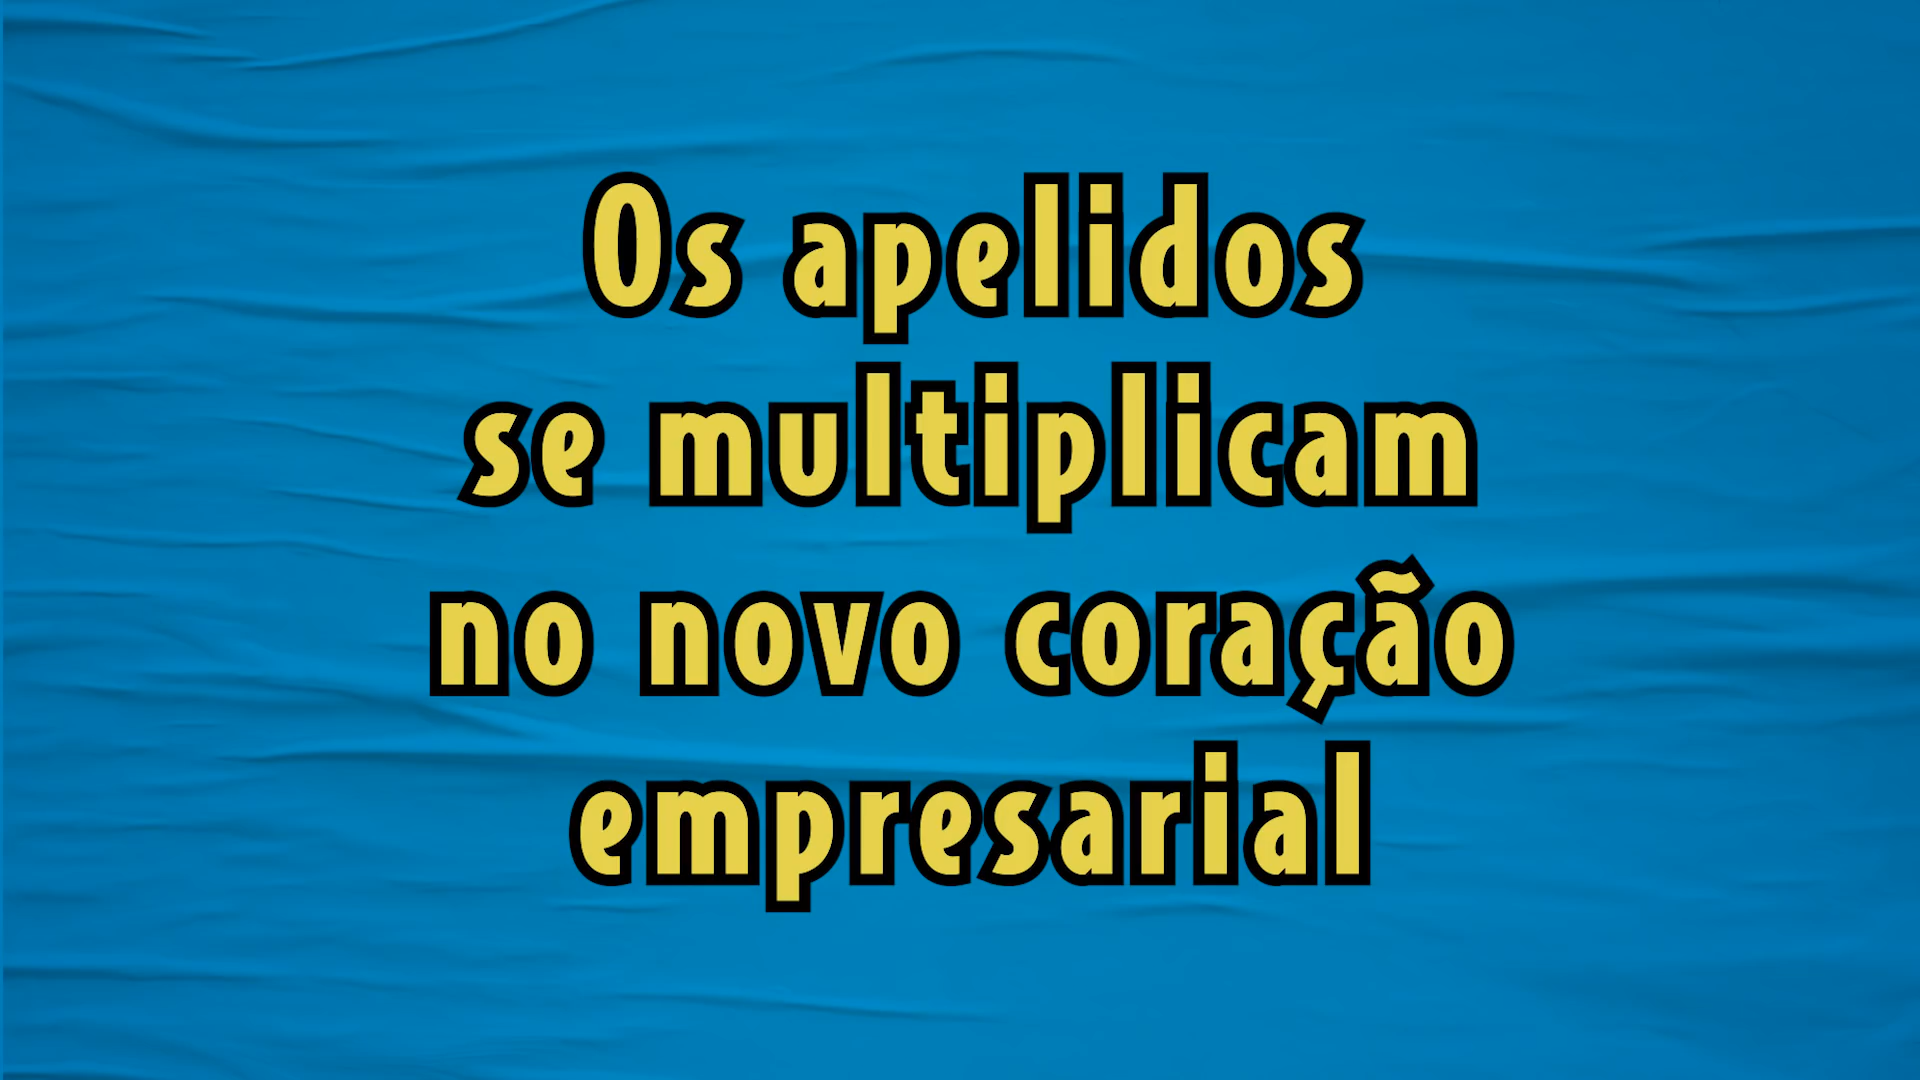 Os apelidos
se multiplicam
no novo coração
empresarial